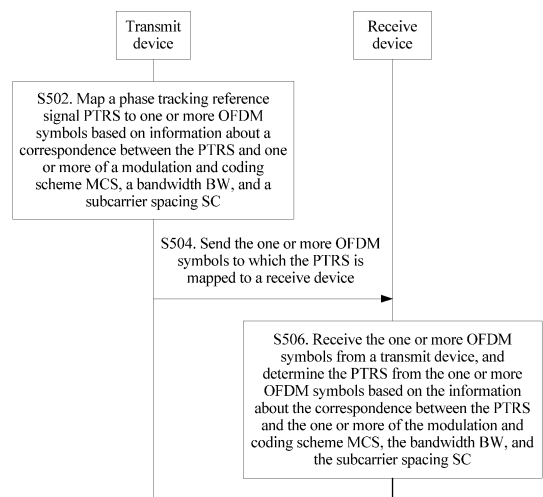 Transmit
device
Receive
device
S502. Map a phase tracking reference
signal PTRS to one or more OFDM
symbols based on information about a
correspondence between the PTRS and one
or more of a modulation and coding
scheme MCS, a bandwidth BW, and a
subcarrier spacing SC
S504. Send the one or more OFDM
symbols to which the PTRS is
mapped to a receive device
S506. Receive the one or more OFDM
symbols from a transmit device, and
determine the PTRS from the one or more
OFDM symbols based on the information
about the correspondence between the PTRS
and the one or more of the modulation and
coding scheme MCS, the bandwidth BW, and
the subcarrier spacing SC